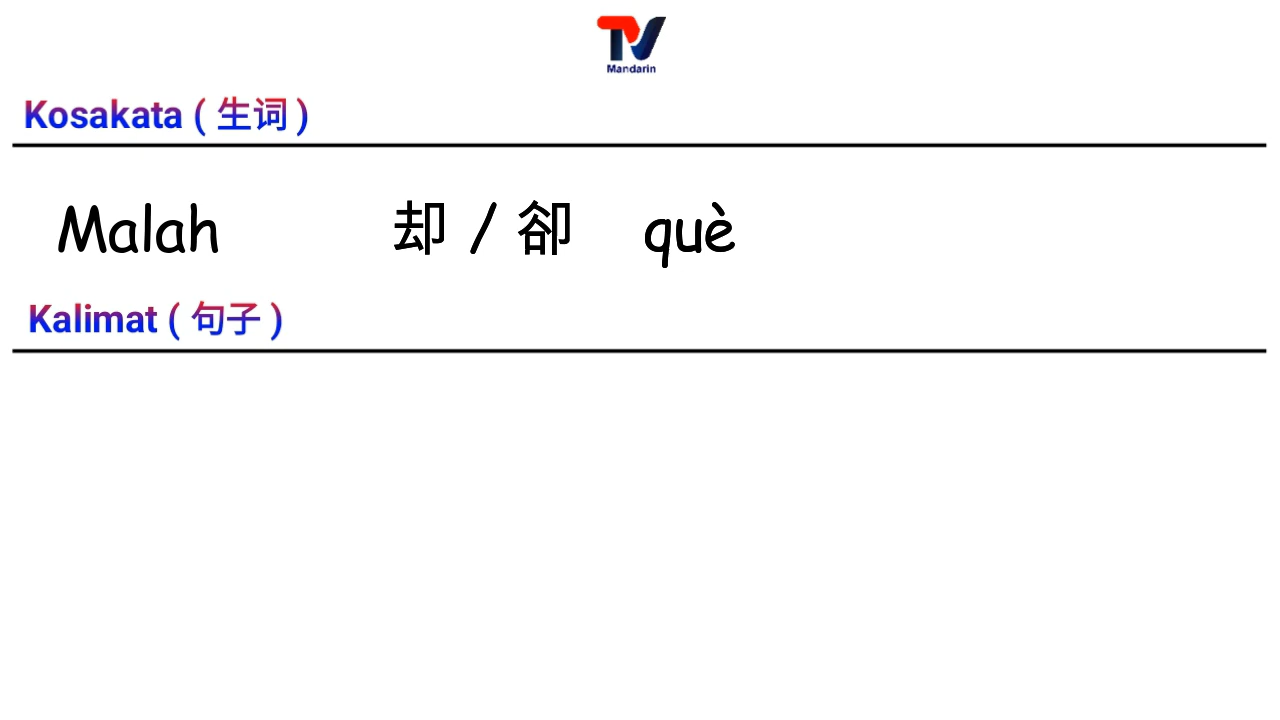 TV
Mandarin
Kosakata ( 生词 )
Malah 却 / 卻 què
Kalimat ( 句子 )